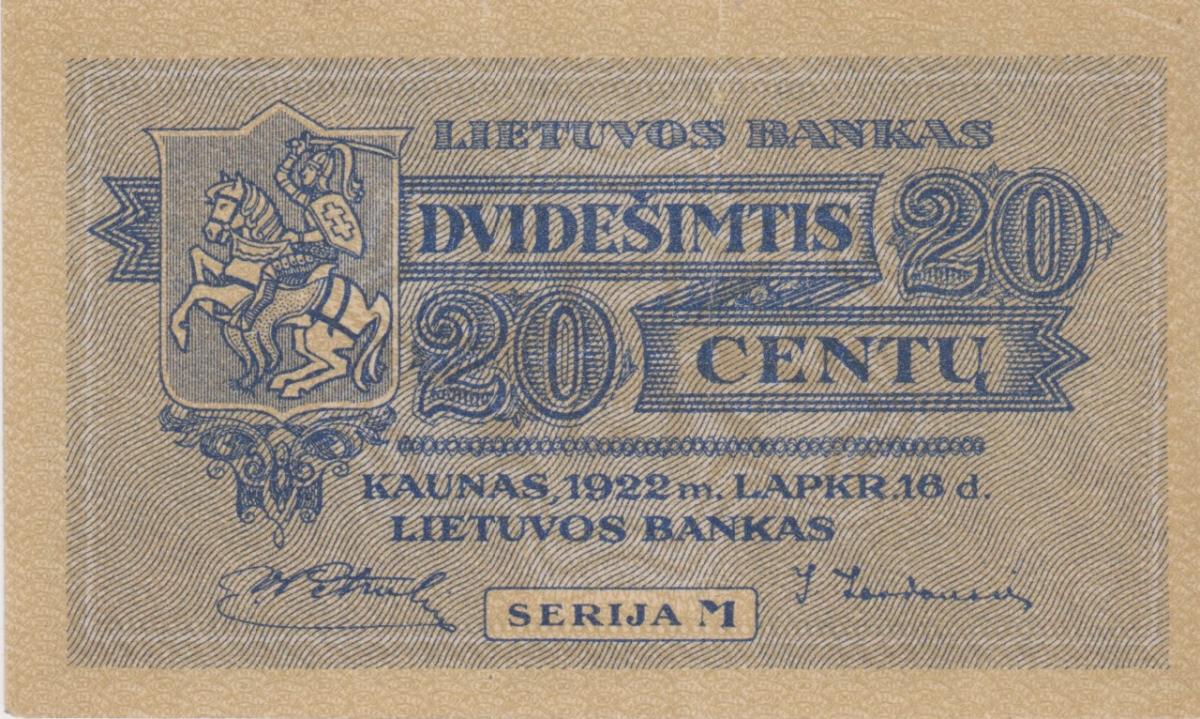 LIETUVOS BANKAS
DVIDEŠIMTIS 20
20 CENTŲ
KAUNAS, 1922 m. LAPKR. 16 d.
LIETUVOS BANKAS
SERIJA M